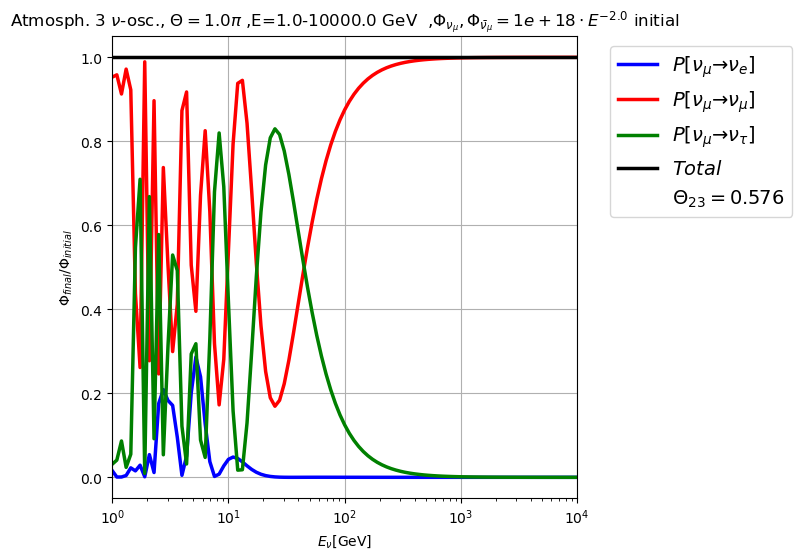 Atmosph. 3 ν-osc., Θ = 1.0π ,E=1.0-10000.0 GeV ,Φ_{ν_μ}, Φ_{ν̄_μ} = 1e + 18 · E^{−2.0} initial
P[ν_μ→ν_e]
P[ν_μ→ν_μ]
P[ν_μ→ν_τ]
Total
Θ_{23} = 0.576
1.0
0.8
0.6
0.4
0.2
0.0
Φ_{final}/Φ_{initial}
10^0
10^1
10^2
10^3
10^4
E_ν[GeV]